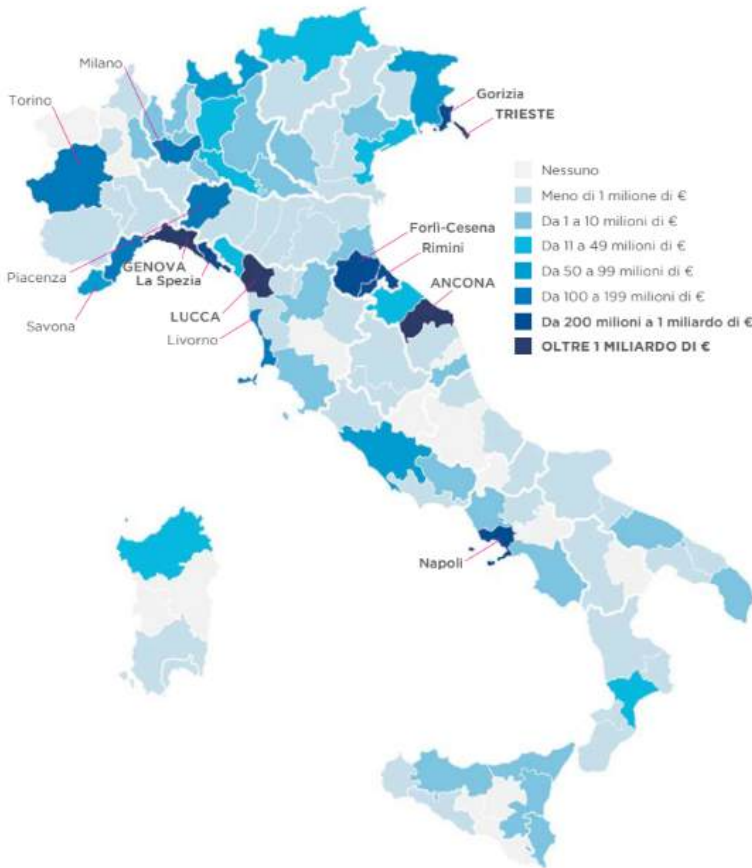 Milano
Torino
Gorizia
TRIESTE
Nessuno
Meno di 1 milione di €
Da 1 a 10 milioni di €
Da 11 a 49 milioni di €
Da 50 a 99 milioni di €
Da 100 a 199 milioni di €
Da 200 milioni a 1 miliardo di €
OLTRE 1 MILIARDO DI €
Forlì-Cesena
Rimini
Piacenza
GENOVA
La Spezia
ANCONA
Savona
LUCCA
Livorno
Napoli